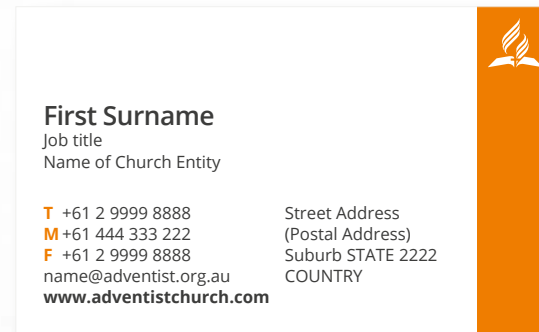 First Surname
Job title
Name of Church Entity
T +61 2 9999 8888
M +61 444 333 222
F +61 2 9999 8888
name@adventist.org.au
www.adventistchurch.com
Street Address
(Postal Address)
Suburb STATE 2222
COUNTRY